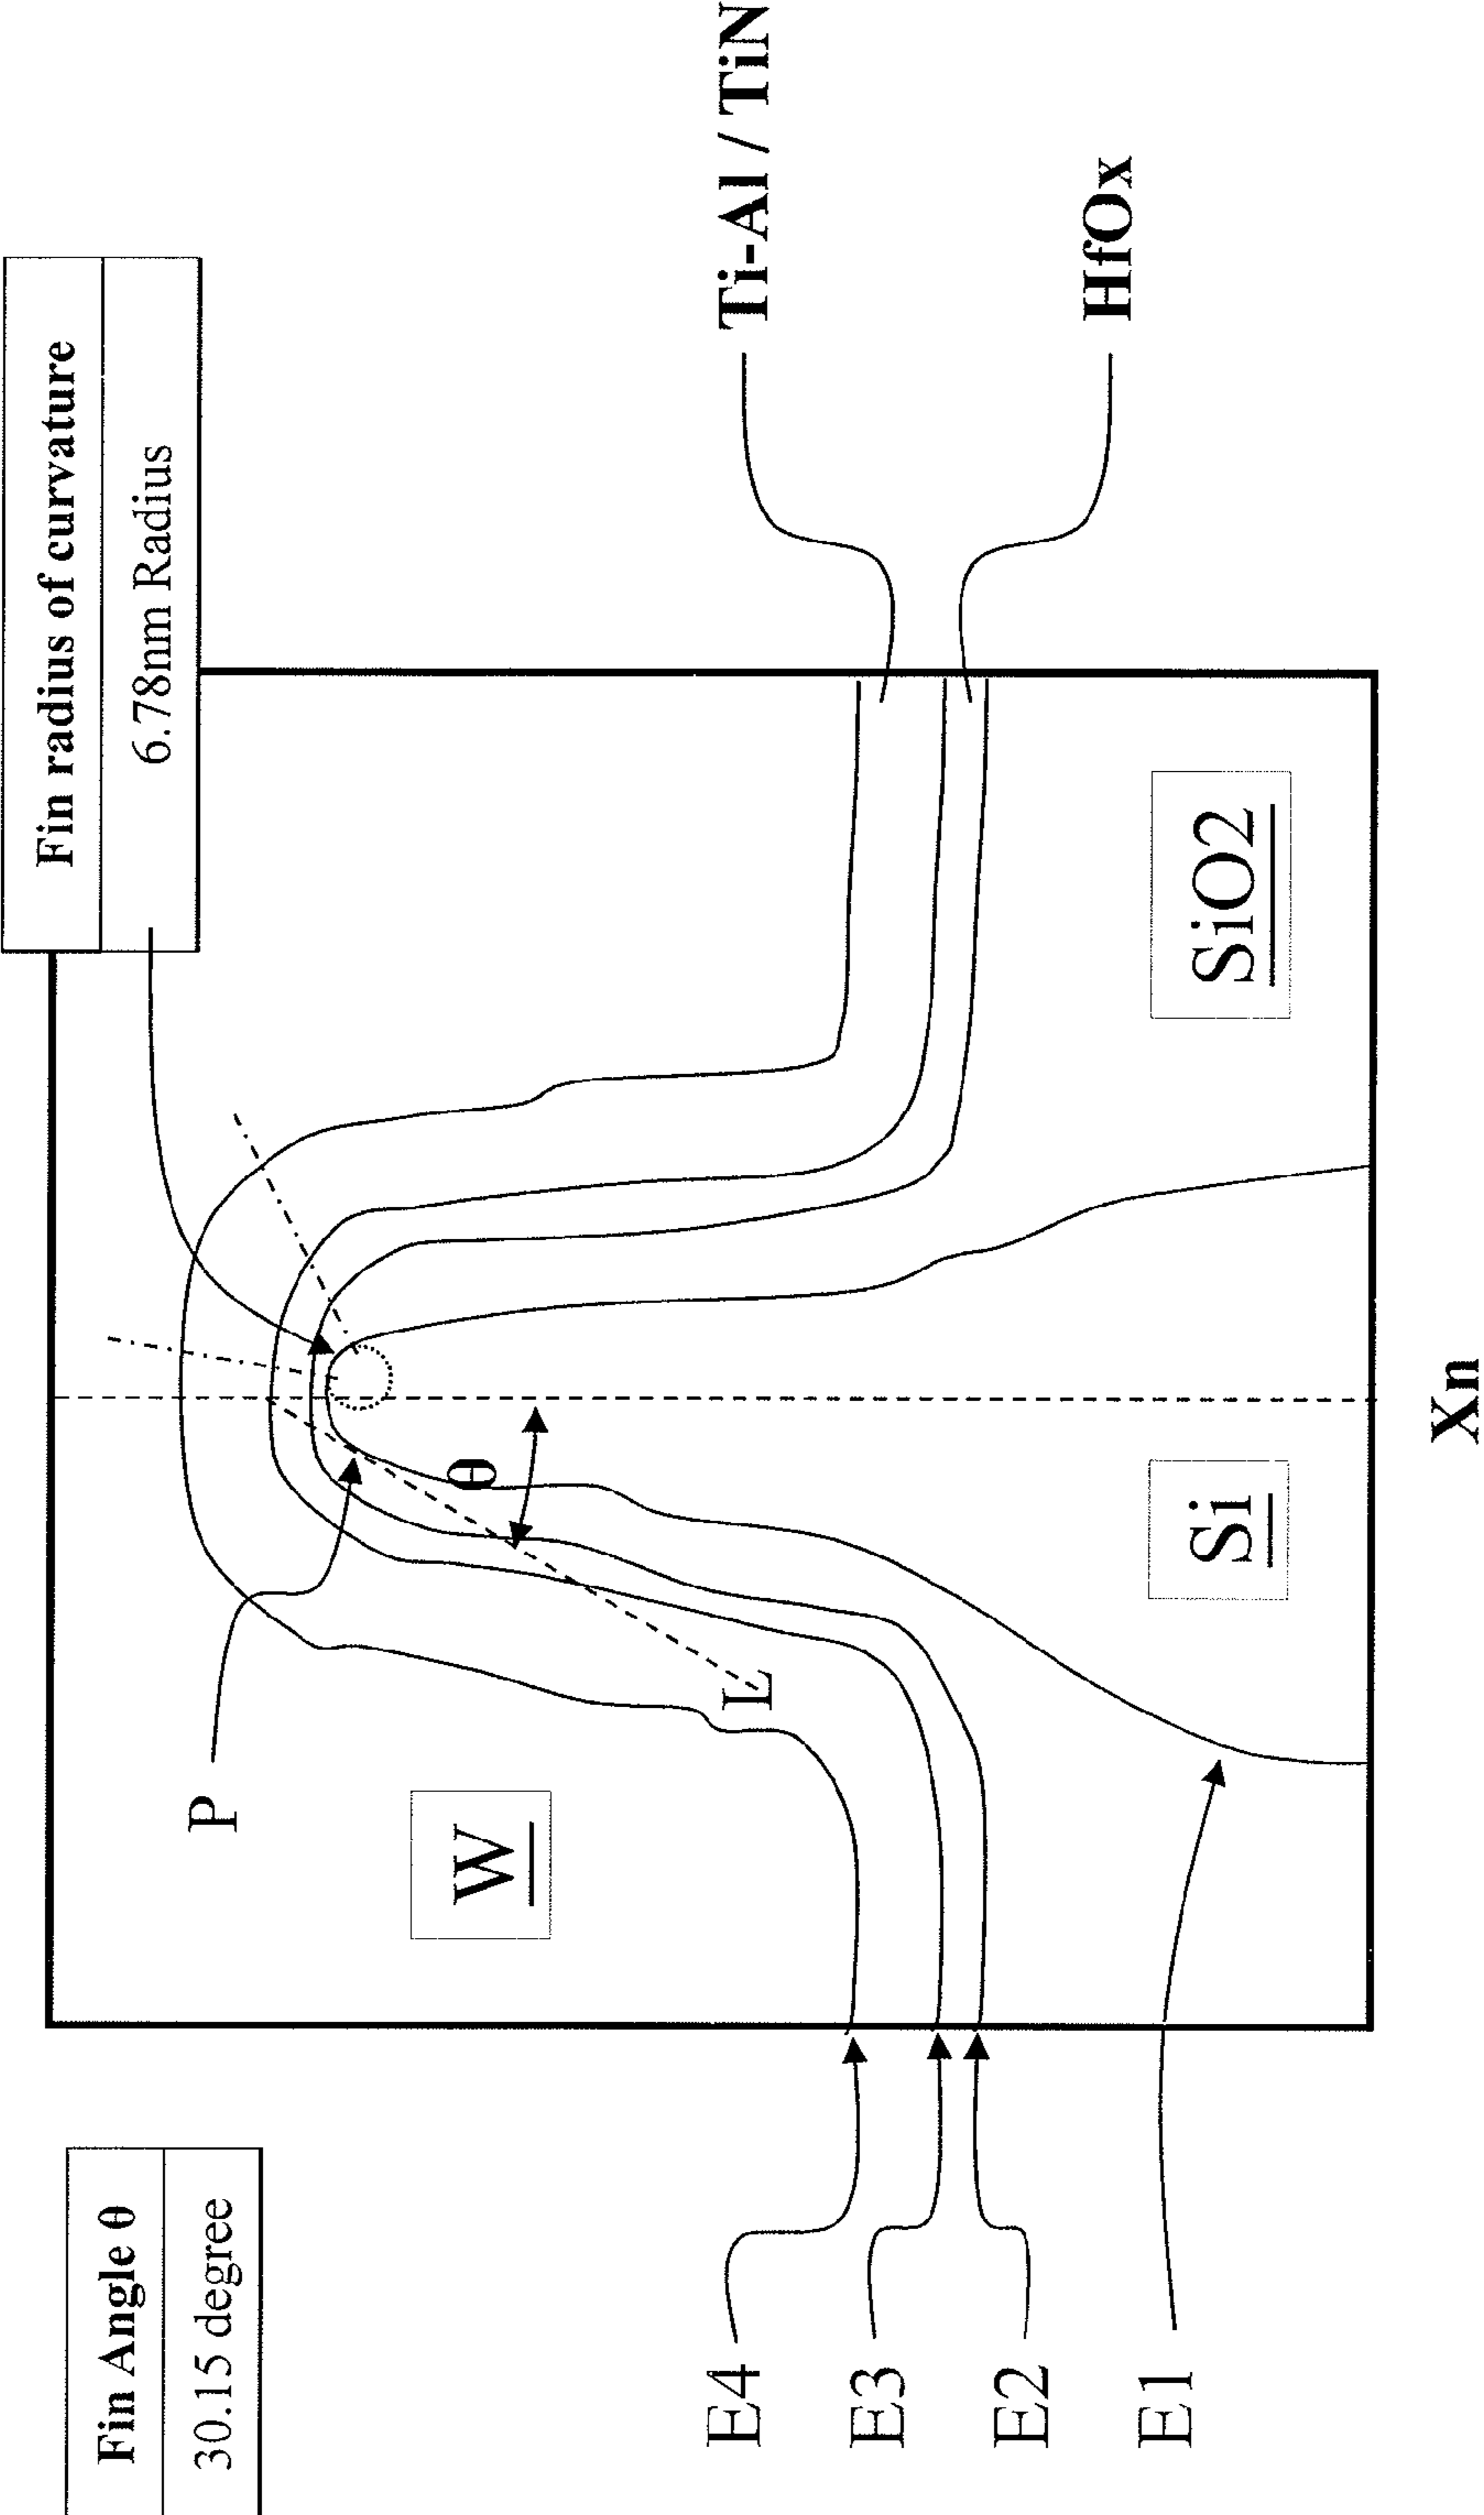 Fin Angle θ
30.15 degree
Fin radius of curvature
6.78nm Radius
P
W
L
θ
E4
E3
E2
E1
Ti-Al / TiN
HfOx
Si
SiO2
Xn